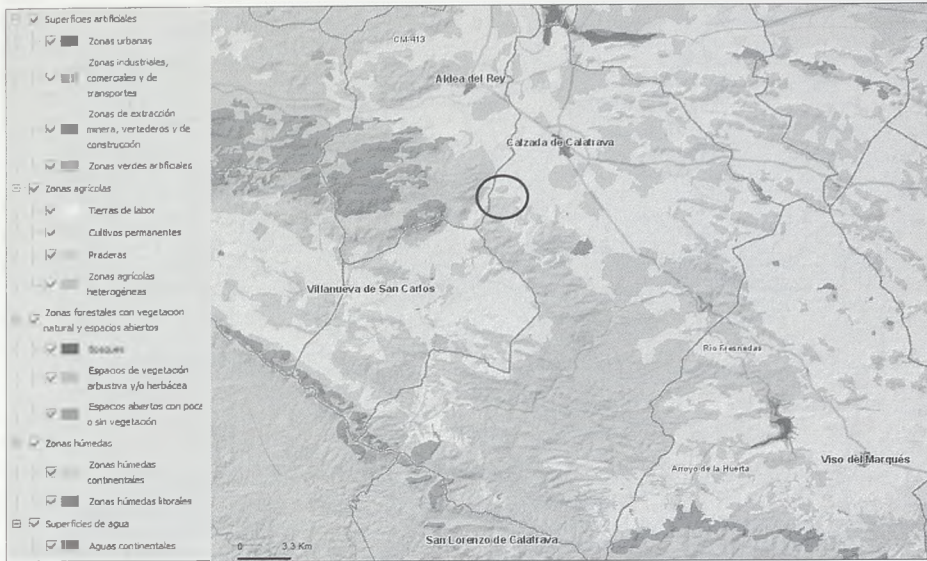 Superficies artificiales
Zonas urbanas
Zonas industriales,
comerciales y de
transportes
Zonas de extracción
minera, vertederos y de
construcción
Zonas verdes artificiales
Zonas agrícolas
Tierras de labor
Cultivos permanentes
Praderas
Zonas agrícolas
heterogéneas
Zonas forestales con vegetación
natural y espacios abiertos
Bosques
Espacios de vegetación
arbustiva y/o herbácea
Espacios abiertos con poca
o sin vegetación
Zonas húmedas
Zonas húmedas
continentales
Zonas húmedas litorales
Superficies de agua
Aguas continentales
CM-413
Aldea del Rey
Calzada de Calatrava
Villanueva de San Carlos
Río Fresnedas
Viso del Marqués
Arroyo de la Huerta
San Lorenzo de Calatrava
0 3.3 Km